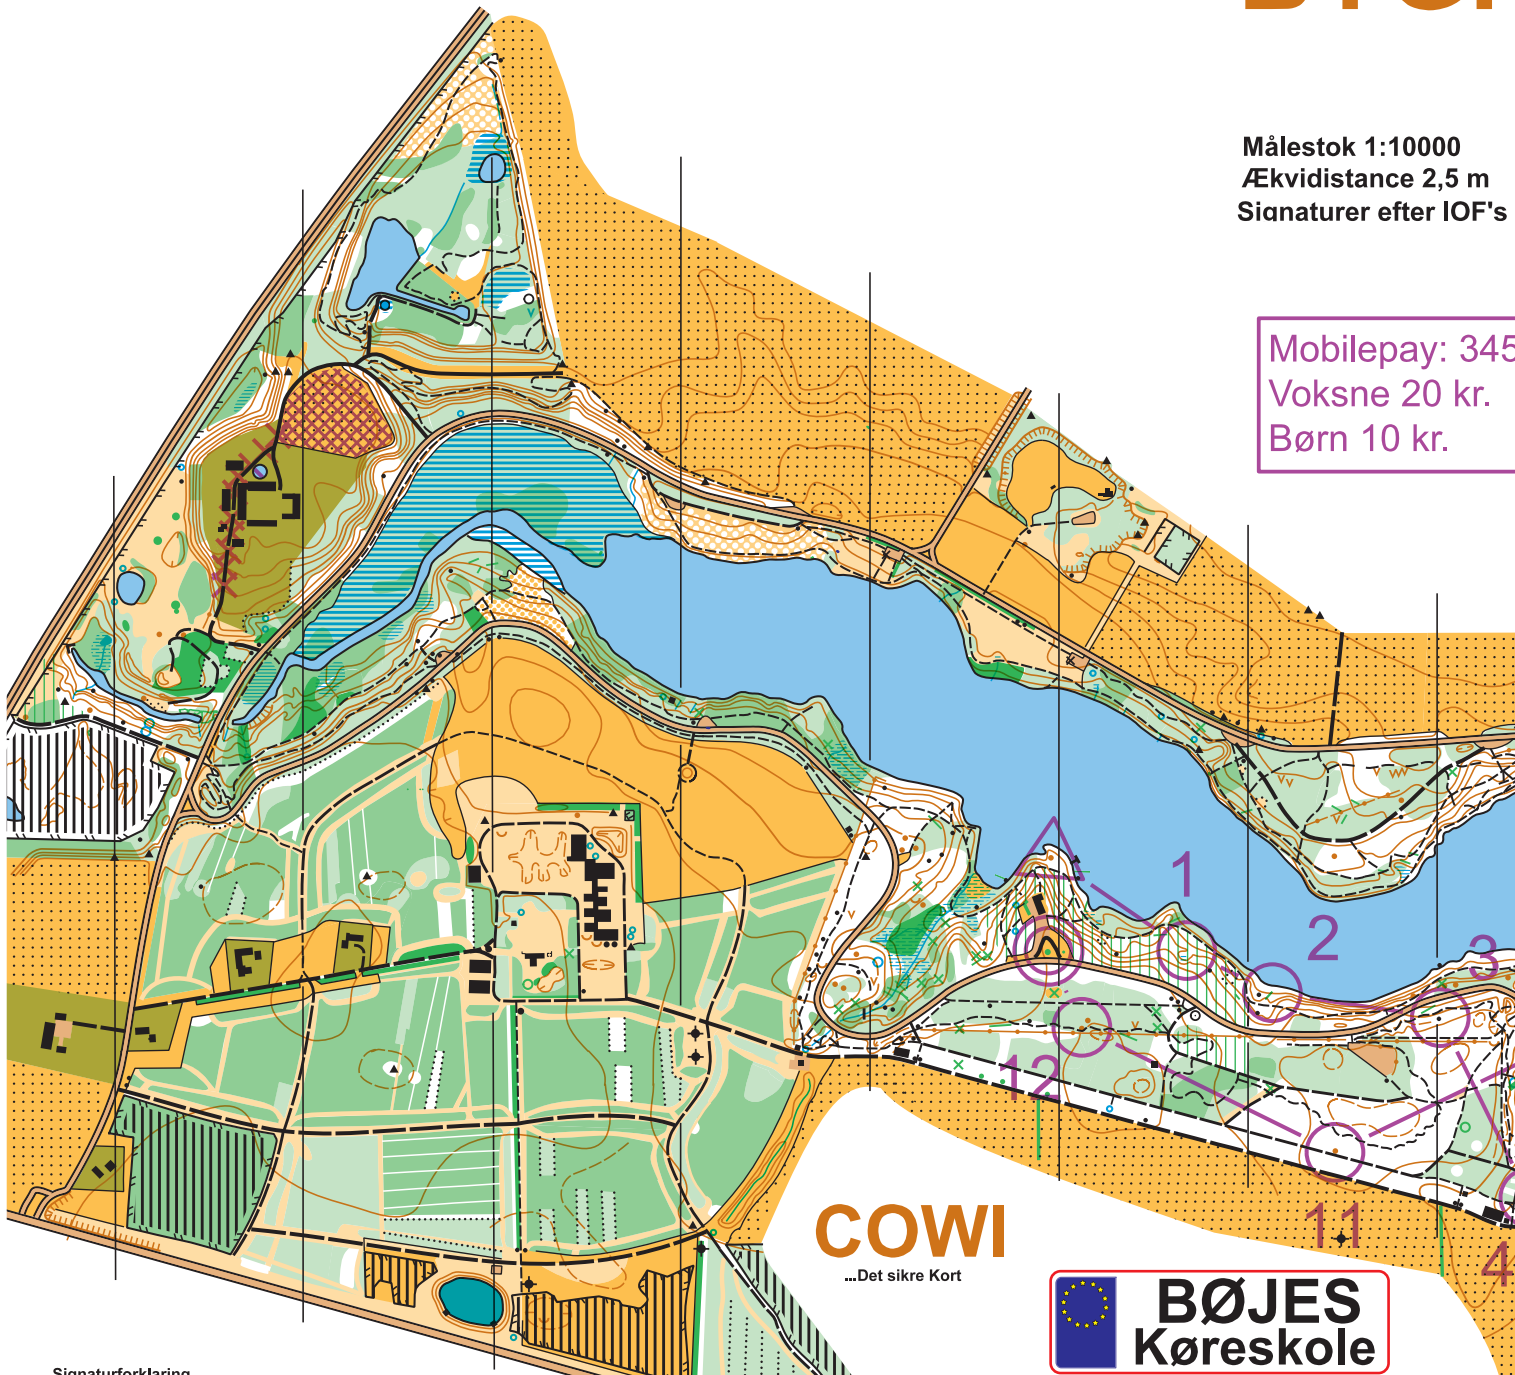 Målestok 1:10000
Ækvidistance 2,5 m
Signaturer efter IOF's
Mobilepay: 345
Voksne 20 kr.
Børn 10 kr.
1
2
3
12
11
4
COWI
...Det sikre Kort
BØJES
Køreskole
Signaturforklaring